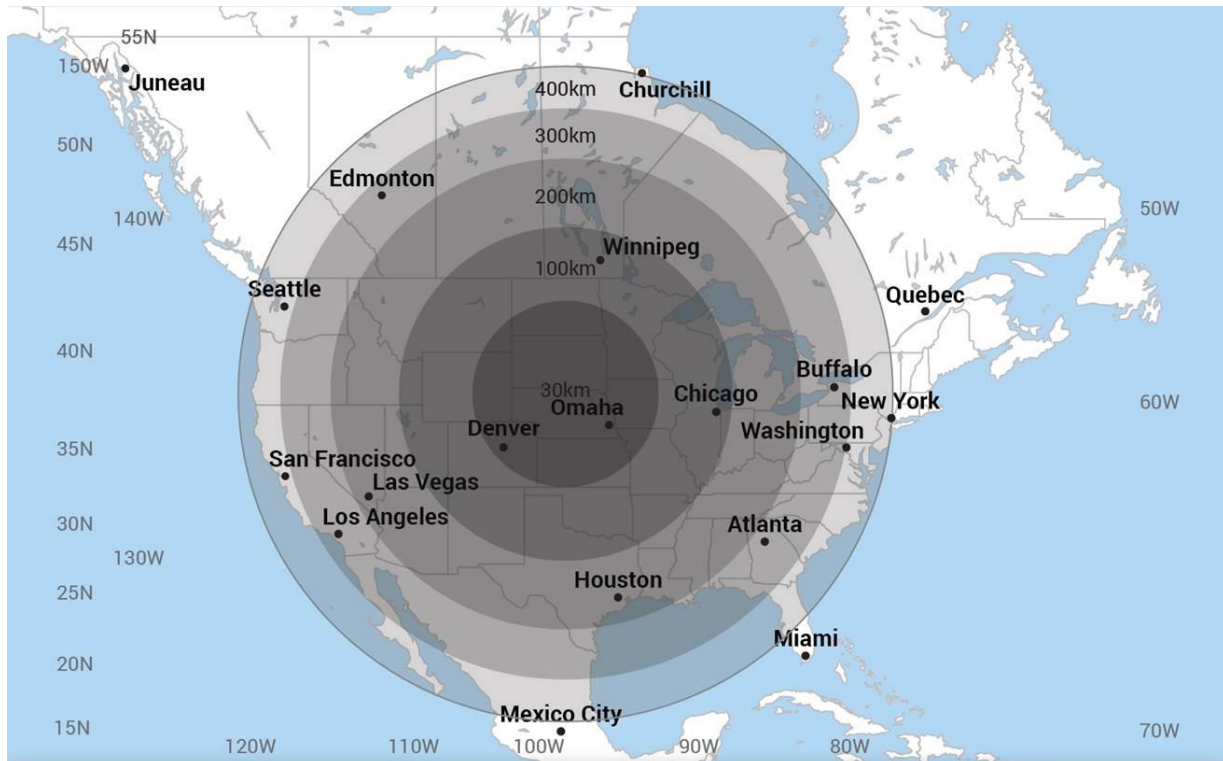 55N
150W
Juneau
400km
Churchill
50N
300km
Edmonton
200km
140W
50W
45N
Winnipeg
100km
Seattle
Quebec
40N
Buffalo
30km
Chicago
New York
60W
Omaha
Denver
Washington
35N
San Francisco
Las Vegas
Los Angeles
30N
Atlanta
130W
Houston
25N
Miami
20N
Mexico City
15N
70W
120W
110W
100W
90W
80W